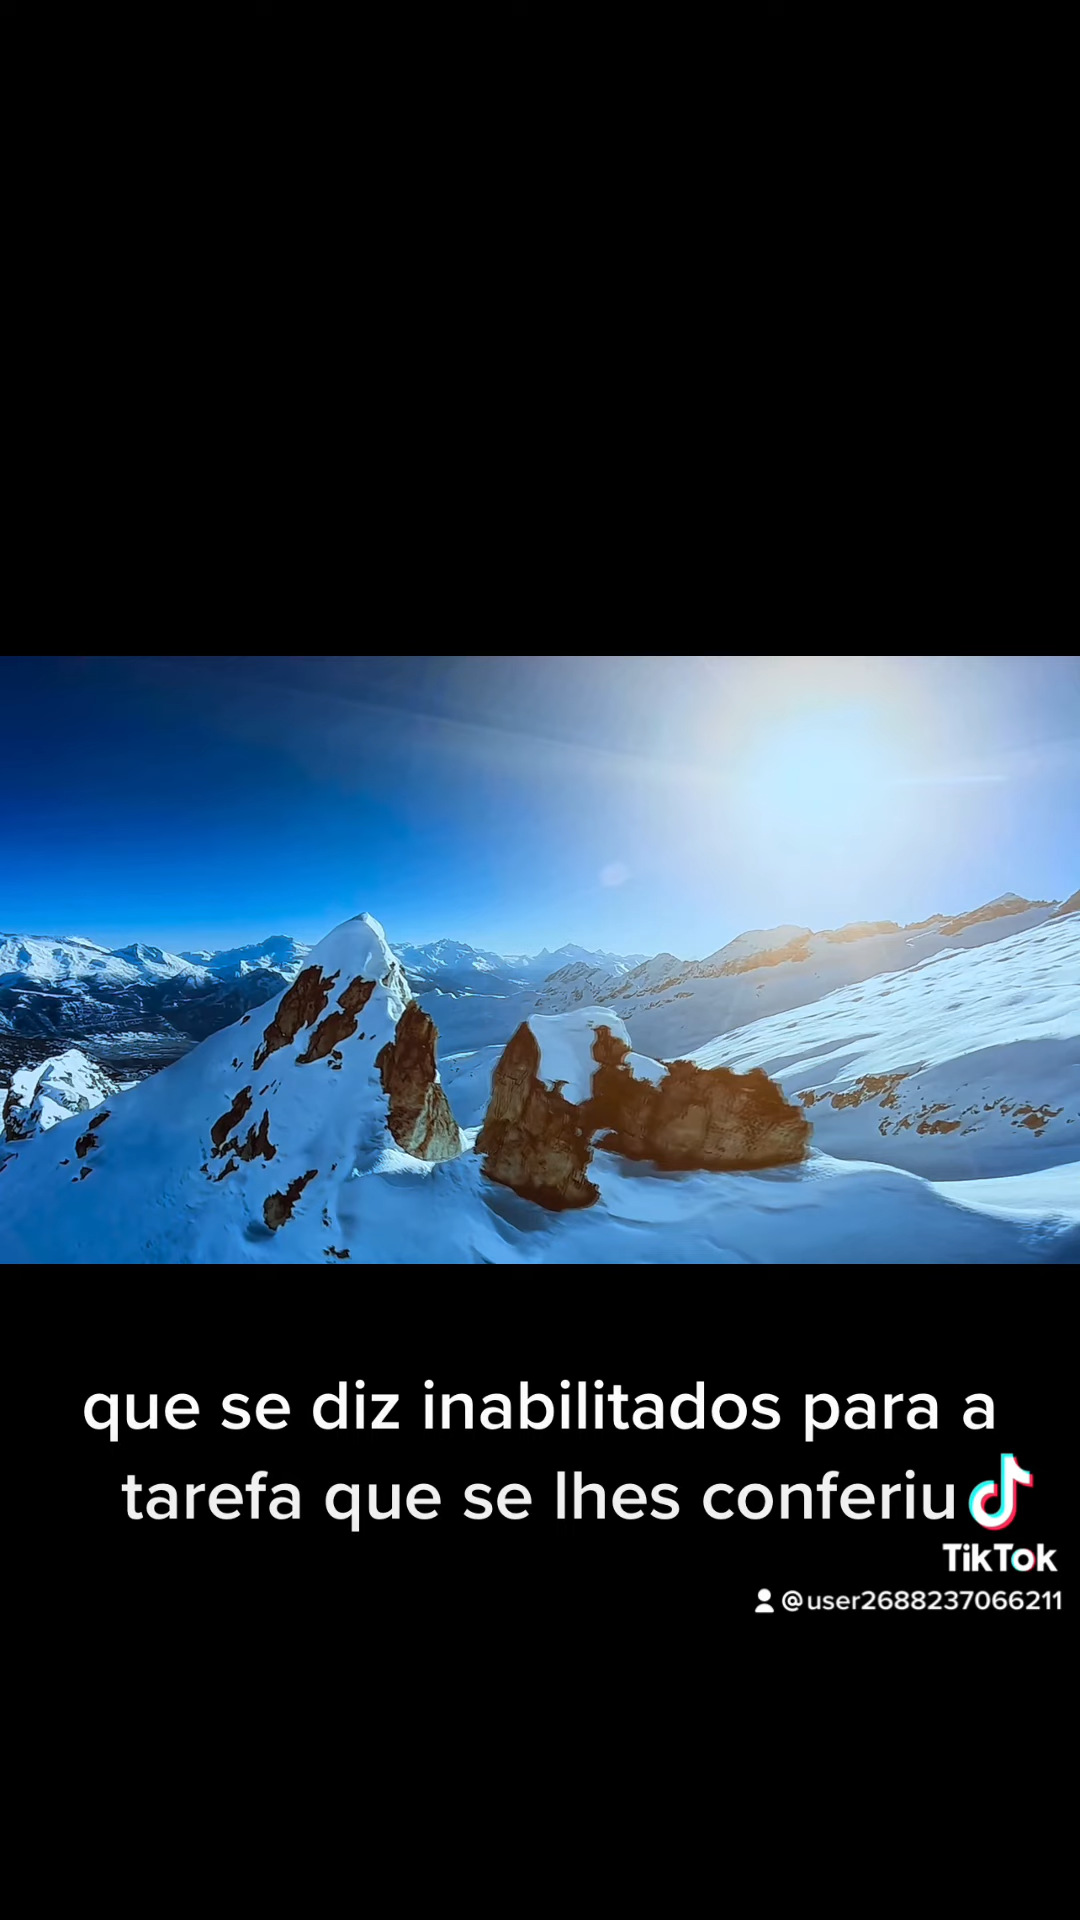 que se diz inabilitados para a
tarefa que se lhes conferiu
TikTok
@user2688237066211